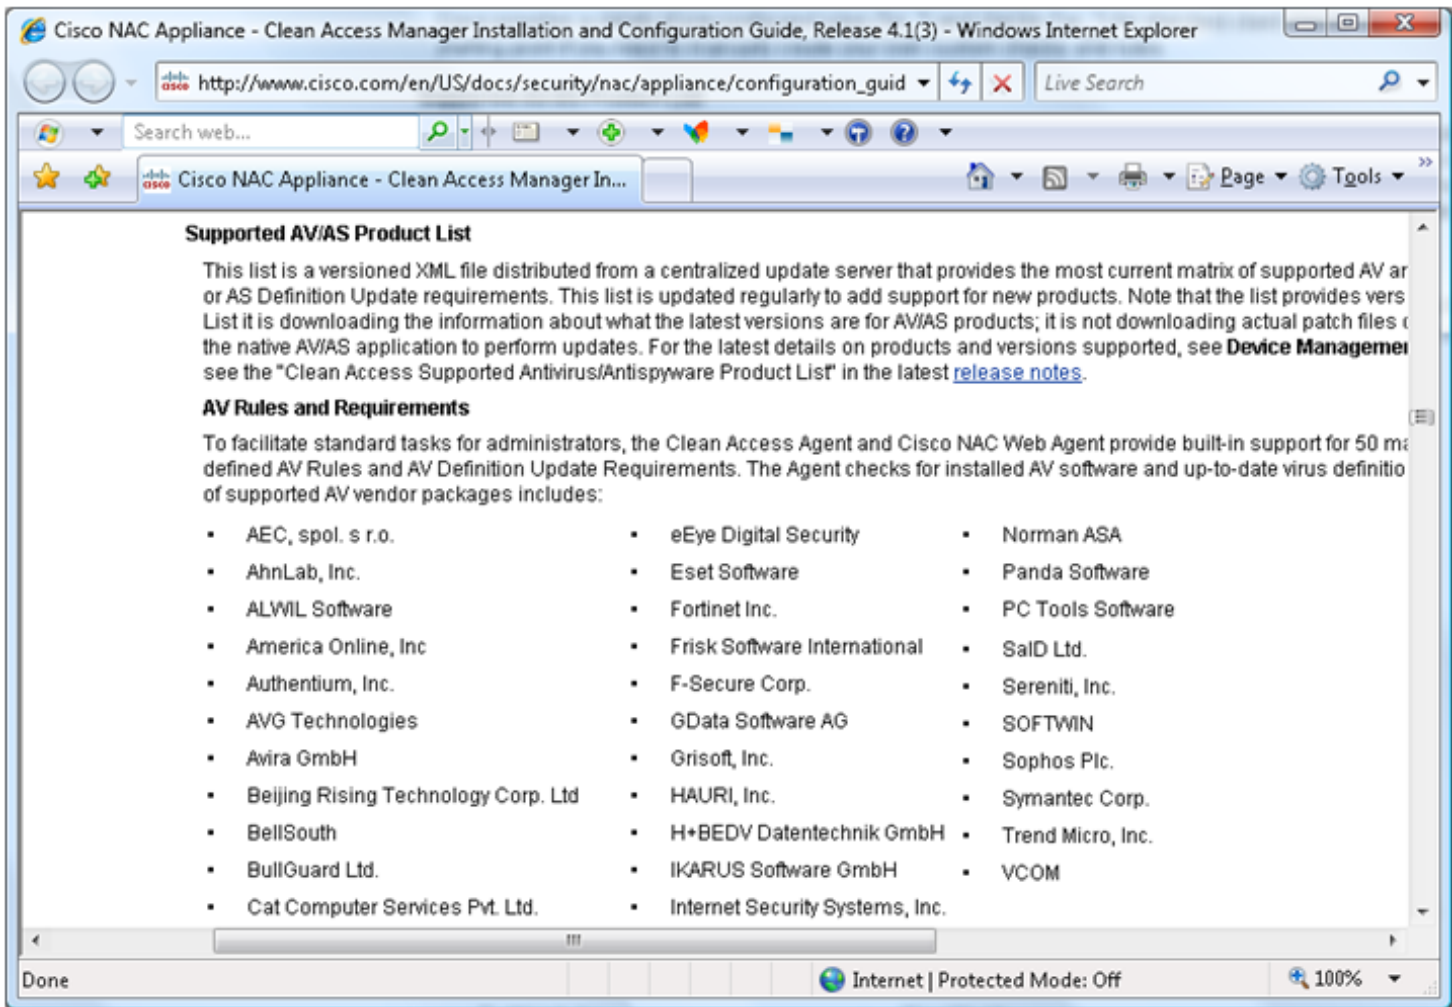 Cisco NAC Appliance - Clean Access Manager Installation and Configuration Guide, Release 4.1(3) - Windows Internet Explorer
http://www.cisco.com/en/US/docs/security/nac/appliance/configuration_guid
Live Search
Search web...
Cisco NAC Appliance - Clean Access Manager In...
Page
Tools
Supported AV/AS Product List
This list is a versioned XML file distributed from a centralized update server that provides the most current matrix of supported AV
or AS Definition Update requirements. This list is updated regularly to add support for new products. Note that the list provides vers
List it is downloading the information about what the latest versions are for AV/AS products; it is not downloading actual patch files
the native AV/AS application to perform updates. For the latest details on products and versions supported, see Device Managemen
see the "Clean Access Supported Antivirus/Antispyware Product List" in the latest release notes.
AV Rules and Requirements
To facilitate standard tasks for administrators, the Clean Access Agent and Cisco NAC Web Agent provide built-in support for 50 ma
defined AV Rules and AV Definition Update Requirements. The Agent checks for installed AV software and up-to-date virus definitio
of supported AV vendor packages includes:
AEC, spol. s r.o.
AhnLab, Inc.
ALWIL Software
America Online, Inc
Authentium, Inc.
AVG Technologies
Avira GmbH
Beijing Rising Technology Corp. Ltd
BellSouth
BullGuard Ltd.
Cat Computer Services Pvt. Ltd.
eEye Digital Security
Eset Software
Fortinet Inc.
Frisk Software International
F-Secure Corp.
GData Software AG
Grisoft, Inc.
HAURI, Inc.
H+BEDV Datentechnik GmbH
IKARUS Software GmbH
Internet Security Systems, Inc.
Norman ASA
Panda Software
PC Tools Software
SalD Ltd.
Sereniti, Inc.
SOFTWIN
Sophos Plc.
Symantec Corp.
Trend Micro, Inc.
VCOM
Done
Internet | Protected Mode: Off
100%